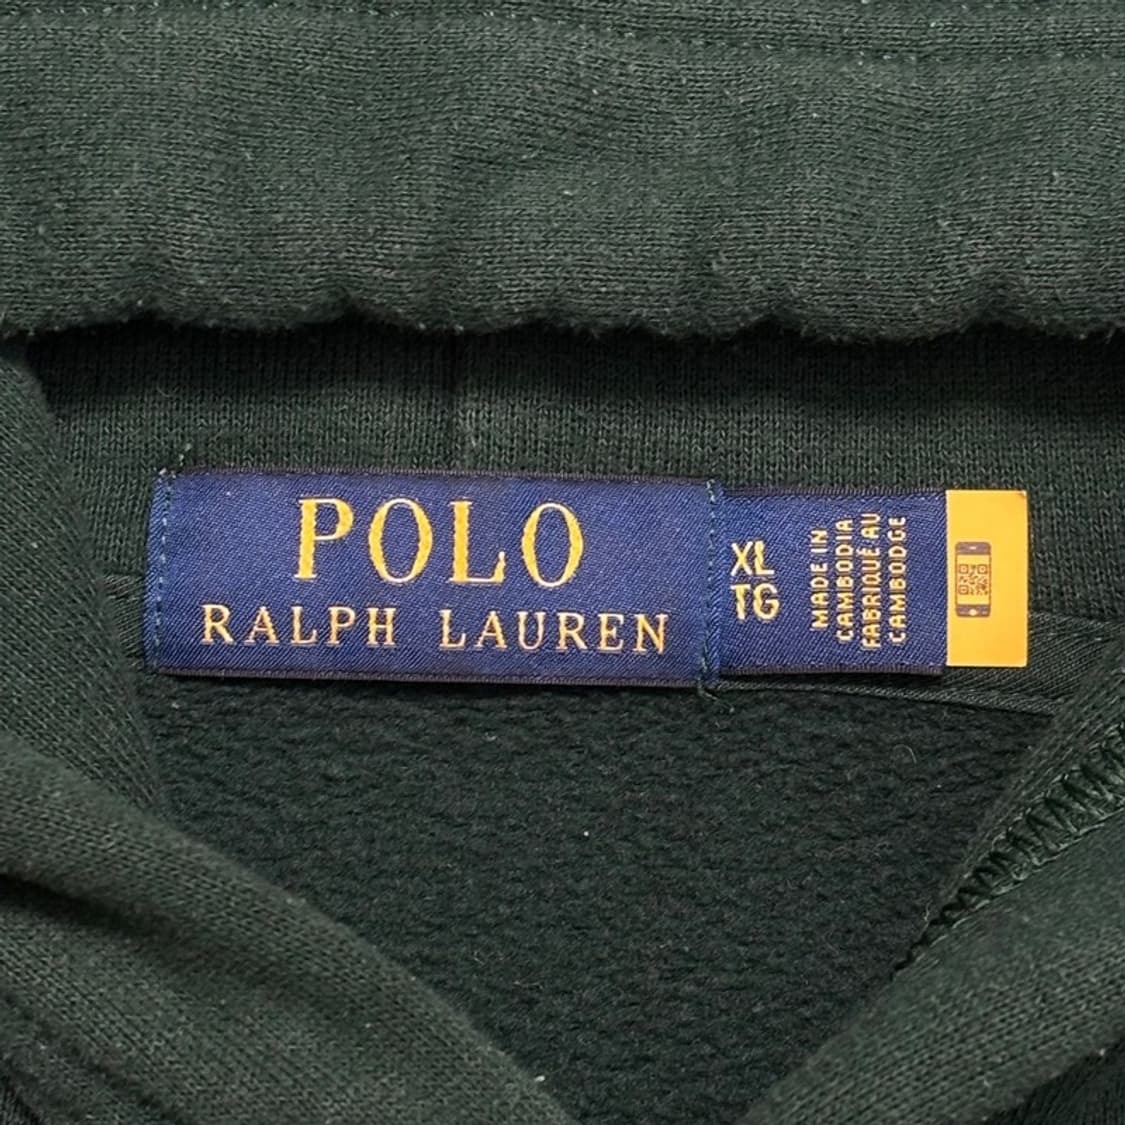 POLO
RALPH LAUREN
XL
TG
MADE IN
CAMBODIA
FABRIQUÉ AU
CAMBODGE